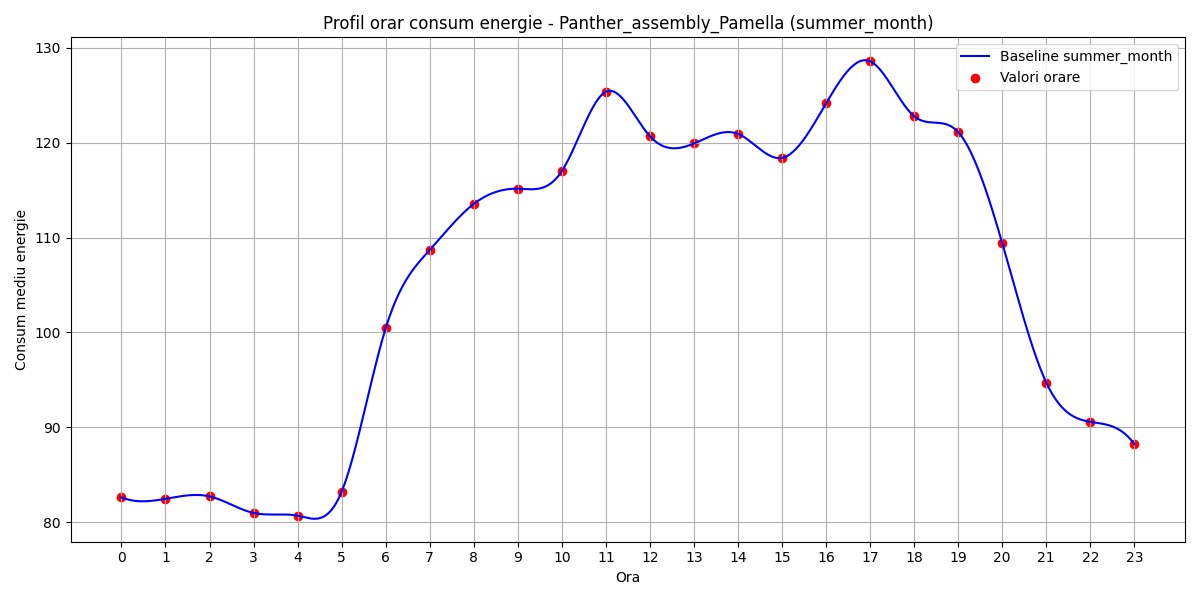 Profil orar consum energie - Panther_assembly_Pamella (summer_month)
Baseline summer_month
Valori orare
Consum mediu energie
130
120
110
100
90
80
0 1 2 3 4 5 6 7 8 9 10 11 12 13 14 15 16 17 18 19 20 21 22 23
Ora